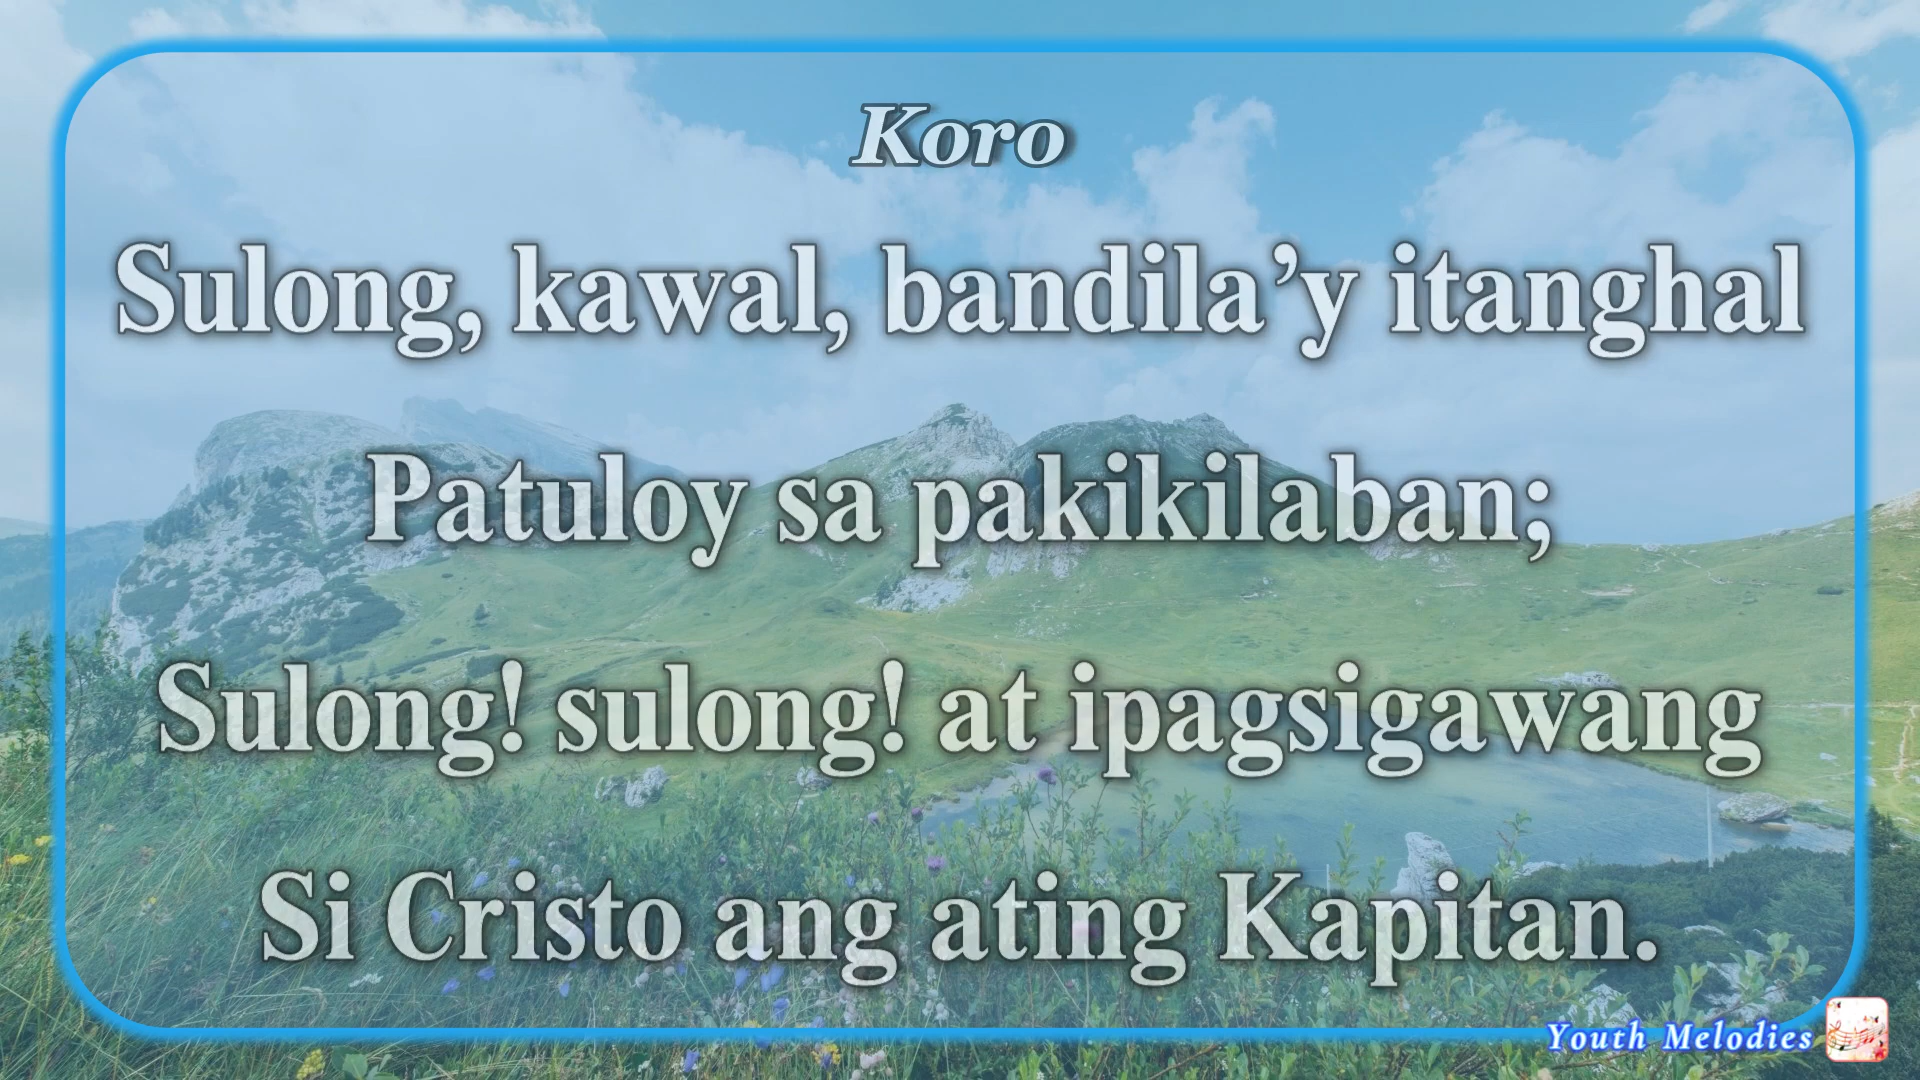 Koro
Sulong, kawal, bandila’y itanghal
Patuloy sa pakikilaban;
Sulong! sulong! at ipagsigawang
Si Cristo ang ating Kapitan.
Youth Melodies